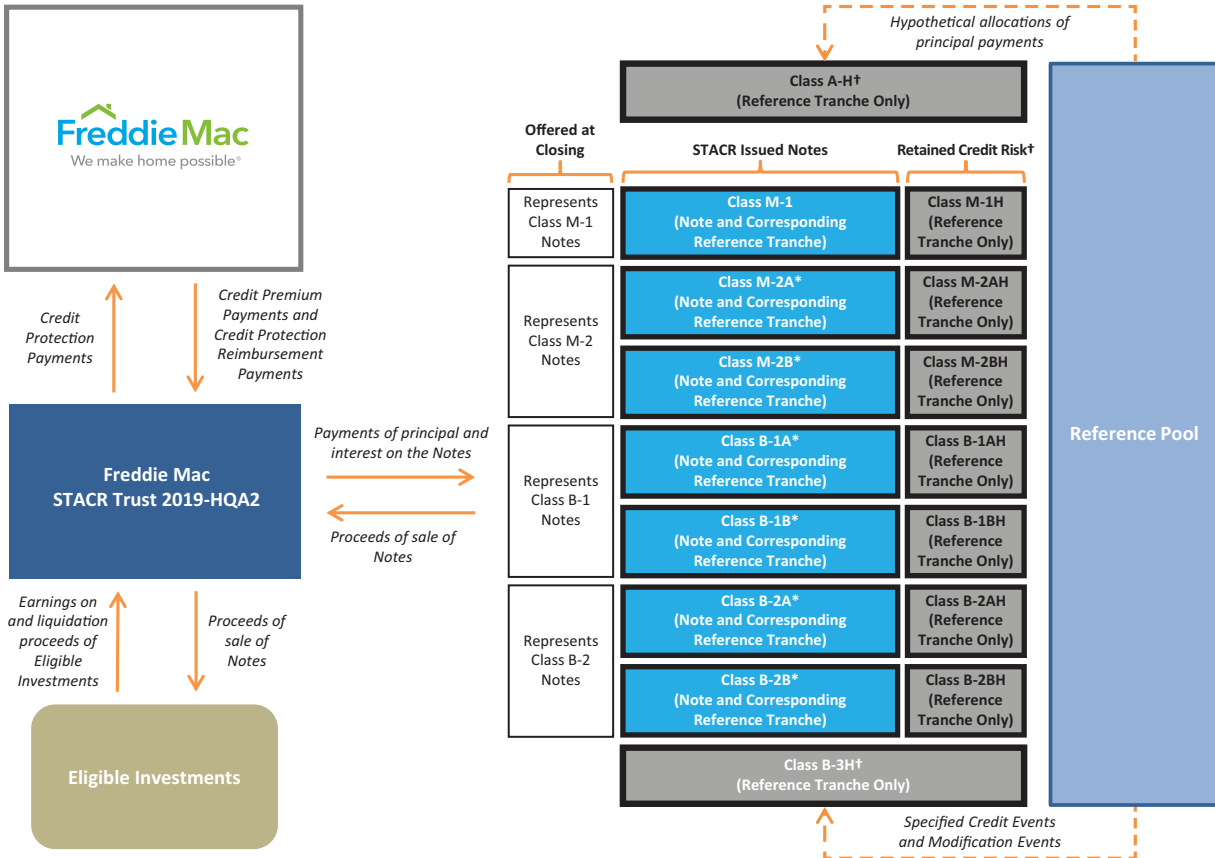 Freddie Mac
We make home possible®
Credit
Protection
Payments
Credit Premium
Payments and
Credit Protection
Reimbursement
Payments
Freddie Mac
STACR Trust 2019-HQA2
Earnings on
and liquidation
proceeds of
Eligible
Investments
Proceeds of
sale of
Notes
Eligible Investments
Payments of principal and
interest on the Notes
Proceeds of sale of
Notes
Hypothetical allocations of
principal payments
Class A-H†
(Reference Tranche Only)
Offered at
Closing
STACR Issued Notes
Retained Credit Risk†
Represents
Class M-1
Notes
Class M-1
(Note and Corresponding
Reference Tranche)
Class M-1H
(Reference
Tranche Only)
Represents
Class M-2
Notes
Class M-2A*
(Note and Corresponding
Reference Tranche)
Class M-2AH
(Reference
Tranche Only)
Class M-2B*
(Note and Corresponding
Reference Tranche)
Class M-2BH
(Reference
Tranche Only)
Represents
Class B-1
Notes
Class B-1A*
(Note and Corresponding
Reference Tranche)
Class B-1AH
(Reference
Tranche Only)
Class B-1B*
(Note and Corresponding
Reference Tranche)
Class B-1BH
(Reference
Tranche Only)
Represents
Class B-2
Notes
Class B-2A*
(Note and Corresponding
Reference Tranche)
Class B-2AH
(Reference
Tranche Only)
Class B-2B*
(Note and Corresponding
Reference Tranche)
Class B-2BH
(Reference
Tranche Only)
Class B-3H†
(Reference Tranche Only)
Specified Credit Events
and Modification Events
Reference Pool